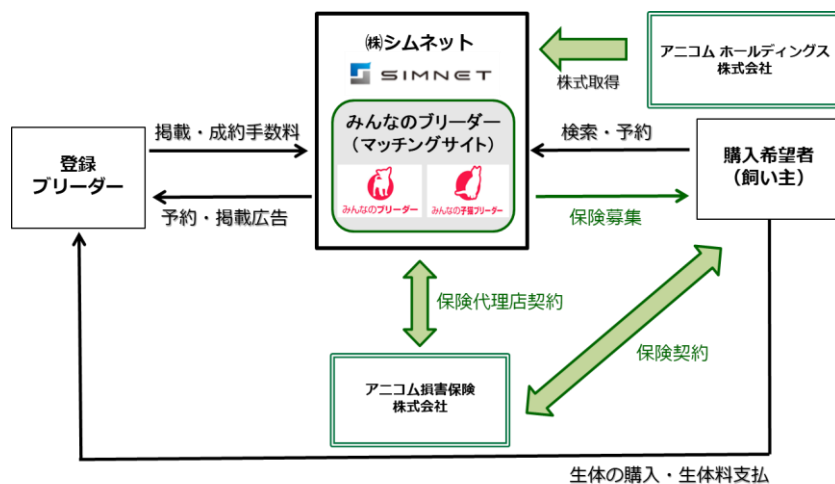 ㈱シムネット
SIMNET
アニコム ホールディングス
株式会社
株式取得
みんなのブリーダー
(マッチングサイト)
みんなのブリーダー
みんなの子猫ブリーダー
登録
ブリーダー
掲載・成約手数料
予約・掲載広告
検索・予約
保険募集
購入希望者
(飼い主)
保険代理店契約
保険契約
アニコム損害保険
株式会社
生体の購入・生体料支払